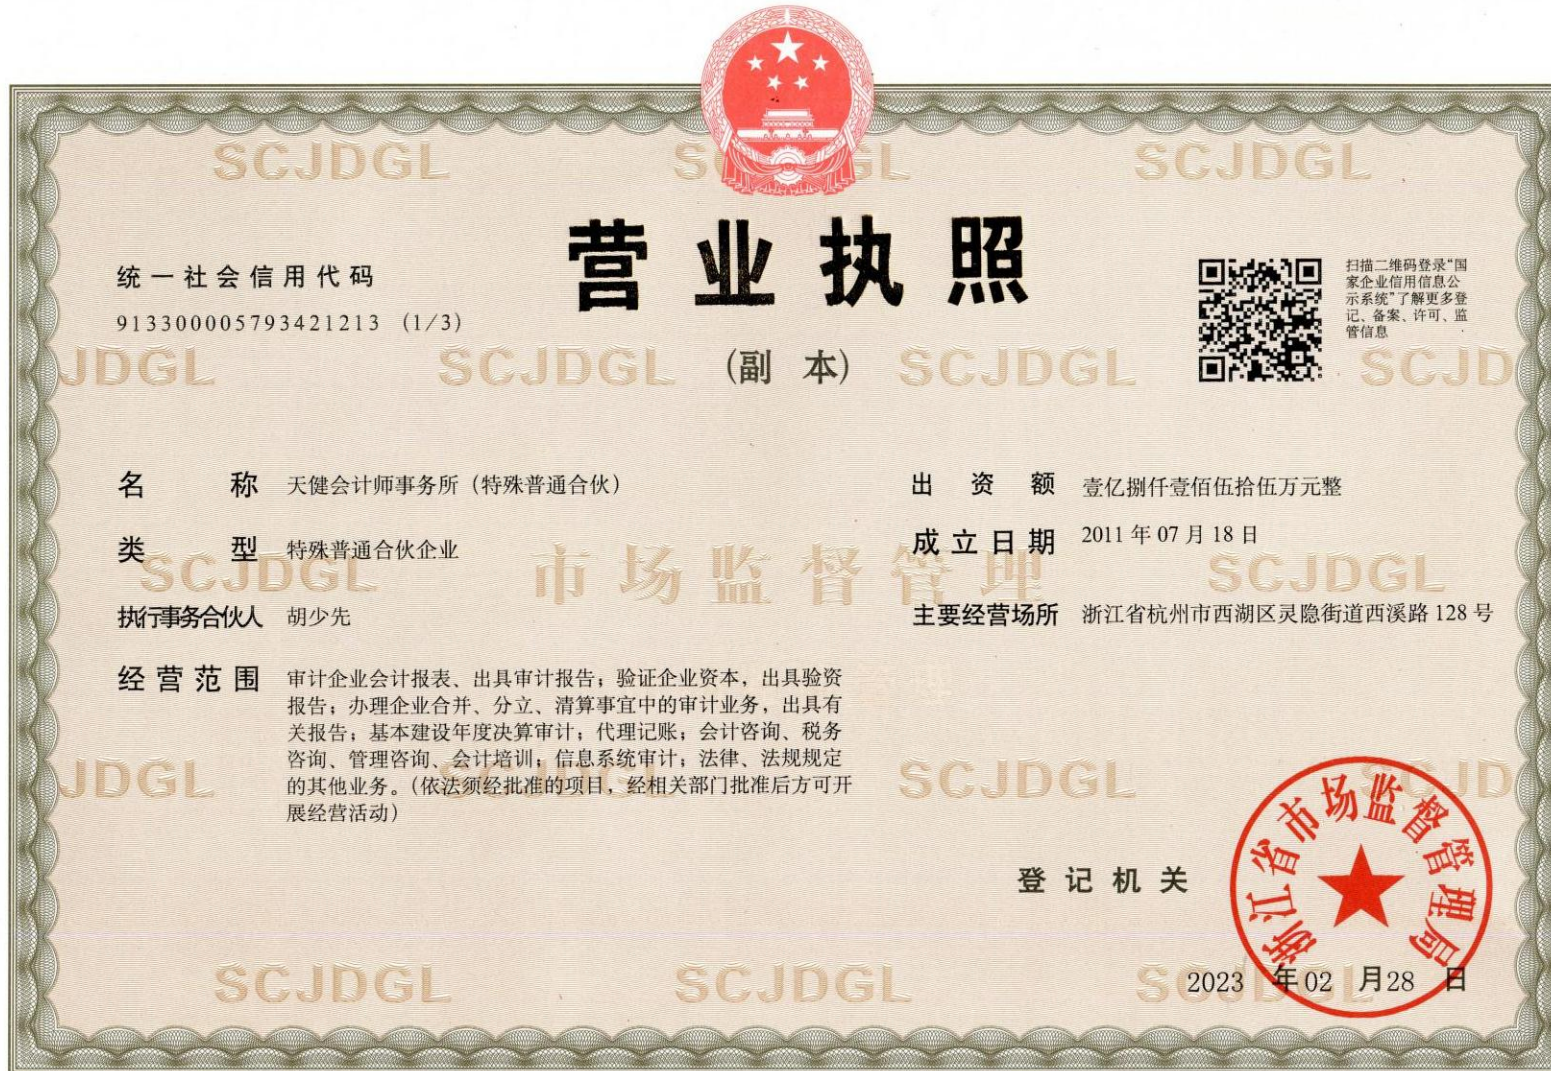 营业执照
(副 本)
统一社会信用代码
913300005793421213 (1/3)
扫描二维码登录“国
家企业信用信息公
示系统”了解更多登
记、备案、许可、监
管信息
名称 天健会计师事务所（特殊普通合伙）
出资额 壹亿捌仟壹佰伍拾伍万元整
类型 特殊普通合伙企业
成立日期 2011 年 07 月 18 日
执行事务合伙人 胡少先
主要经营场所 浙江省杭州市西湖区灵隐街道西溪路 128 号
经营范围 审计企业会计报表、出具审计报告；验证企业资本，出具验资
报告；办理企业合并、分立、清算事宜中的审计业务，出具有
关报告；基本建设年度决算审计；代理记账；会计咨询、税务
咨询、管理咨询、会计培训；信息系统审计；法律、法规规定
的其他业务。（依法须经批准的项目，经相关部门批准后方可开
展经营活动）
登记机关
浙江省市场监督管理局
2023 年 02 月 28 日
SCJDGL SCJDGL SCJDGL
JDGL SCJDGL SCJDGL SCJD
SCJDGL 市场监督管理 SCJDGL
JDGL SCJDGL SCJDGL SCJD
SCJDGL SCJDGL SCJDGL